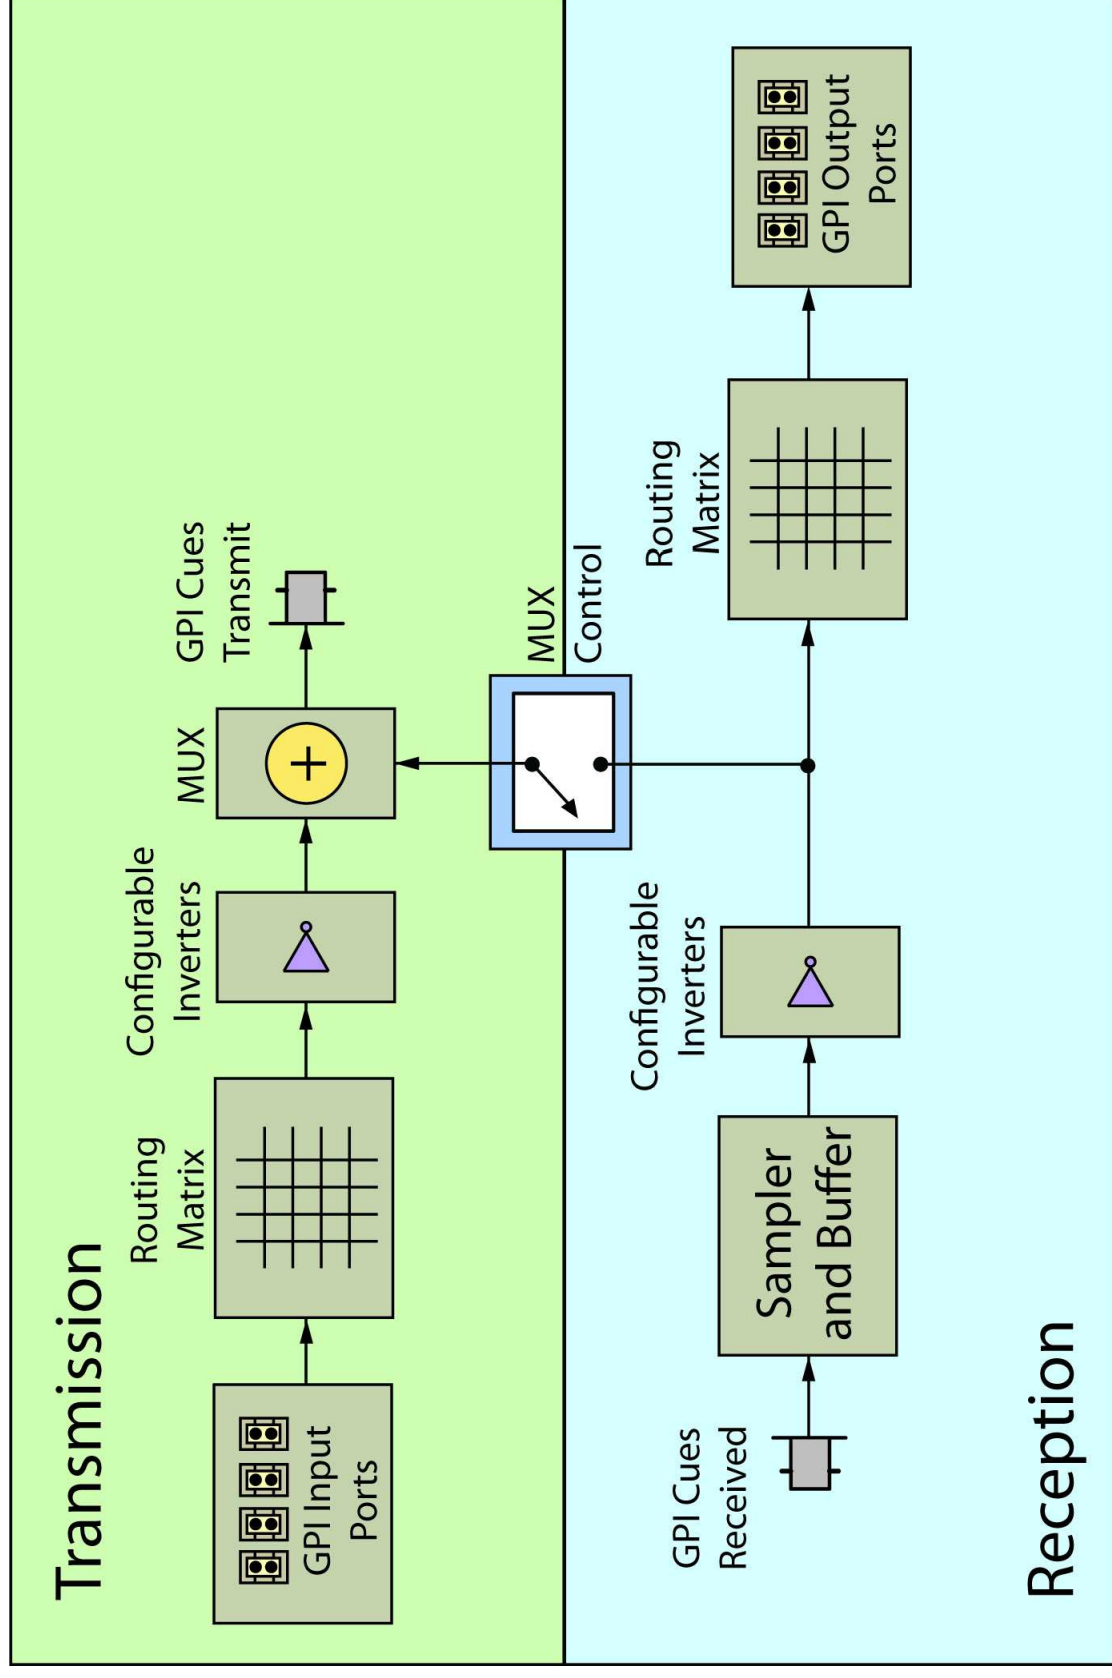 Transmission
GPI Input
Ports
Routing
Matrix
Configurable
Inverters
MUX
GPI Cues
Transmit
MUX
Control
GPI Cues
Received
Sampler
and Buffer
Configurable
Inverters
Routing
Matrix
GPI Output
Ports
Reception